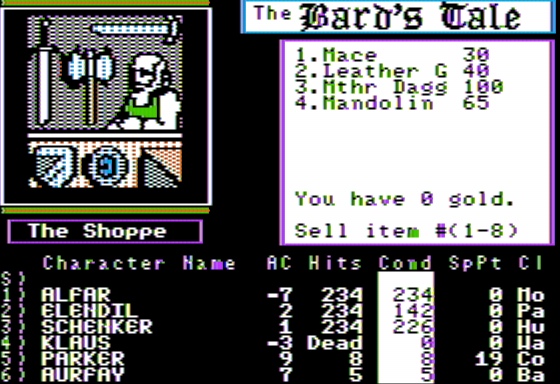 The Bard's Tale
1.Mace 30
2.Leather G 40
3.Mthr Dagg 100
4.Mandolin 65
You have 0 gold.
Sell item #(1-8)
The Shoppe
Character Name AC Hits Cond SpPt Cl
S)
1) ALFAR -7 234 234 0 Mo
2) ELENDIL 2 234 142 0 Pa
3) SCHENKER 1 234 226 0 Hu
4) KLAUS -3 Dead 0 0 Wa
5) PARKER 9 8 8 19 Co
6) AURFAY 7 5 5 0 Ba